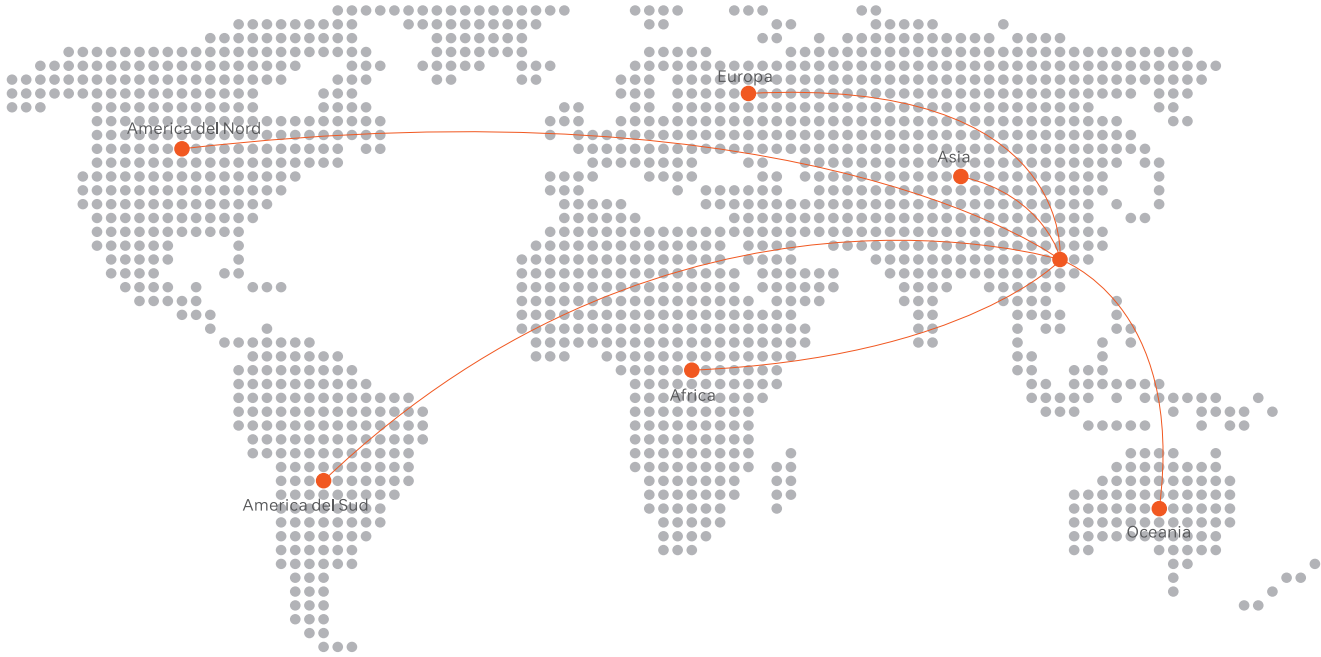 Europa
America del Nord
Asia
Africa
America del Sud
Oceania